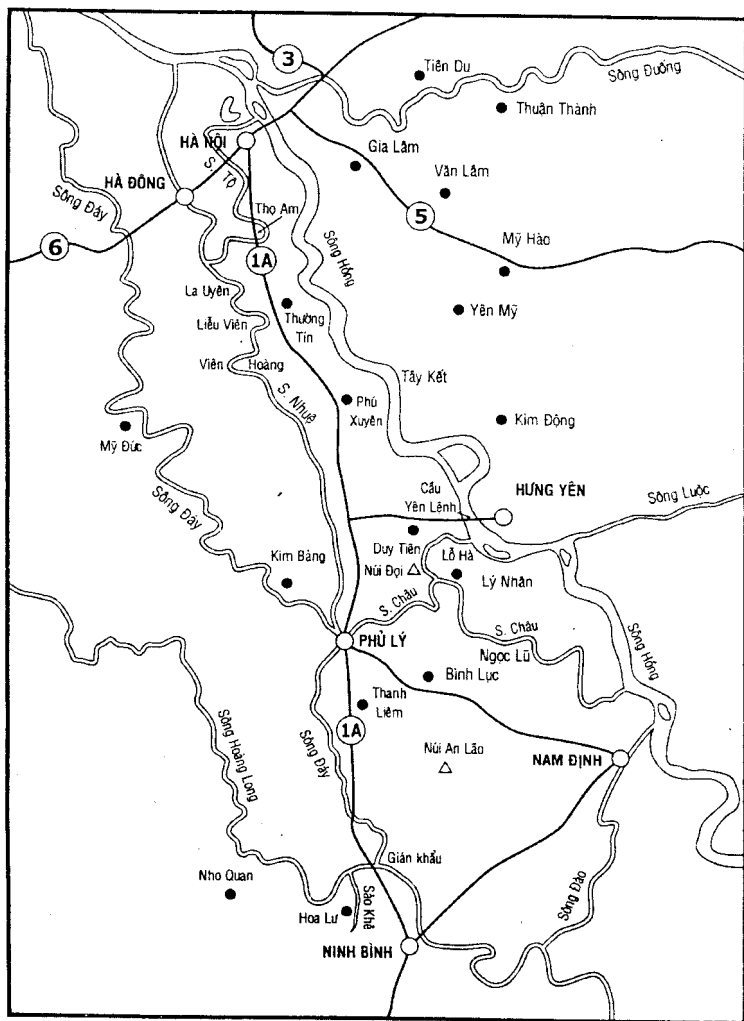 3
Tiên Du
Sông Đuống
Thuận Thành
HÀ NỘI
Gia Lâm
S. Tô
Văn Lâm
HÀ ĐÔNG
Sông Đáy
Thọ Am
5
6
Sông Hồng
Mỹ Hào
1A
La Uyên
Liễu Viên
Thường
Tín
Yên Mỹ
Viên
Hoàng
S. Nhuệ
Tây Kết
Phú
Xuyên
Mỹ Đức
Kim Động
Cầu
Yên Lệnh
HƯNG YÊN
Sông Luộc
Sông Đáy
Duy Tiên
Kim Bảng
Núi Đọi
Lỗ Hà
Lý Nhân
S. Châu
S. Châu
PHỦ LÝ
Ngọc Lũ
Sông Hồng
Bình Lục
Thanh
Liêm
1A
Sông Hoàng Long
Sông Đáy
Núi An Lão
NAM ĐỊNH
Gián khẩu
Nho Quan
Sào Khê
Hoa Lư
Sông Đào
NINH BÌNH